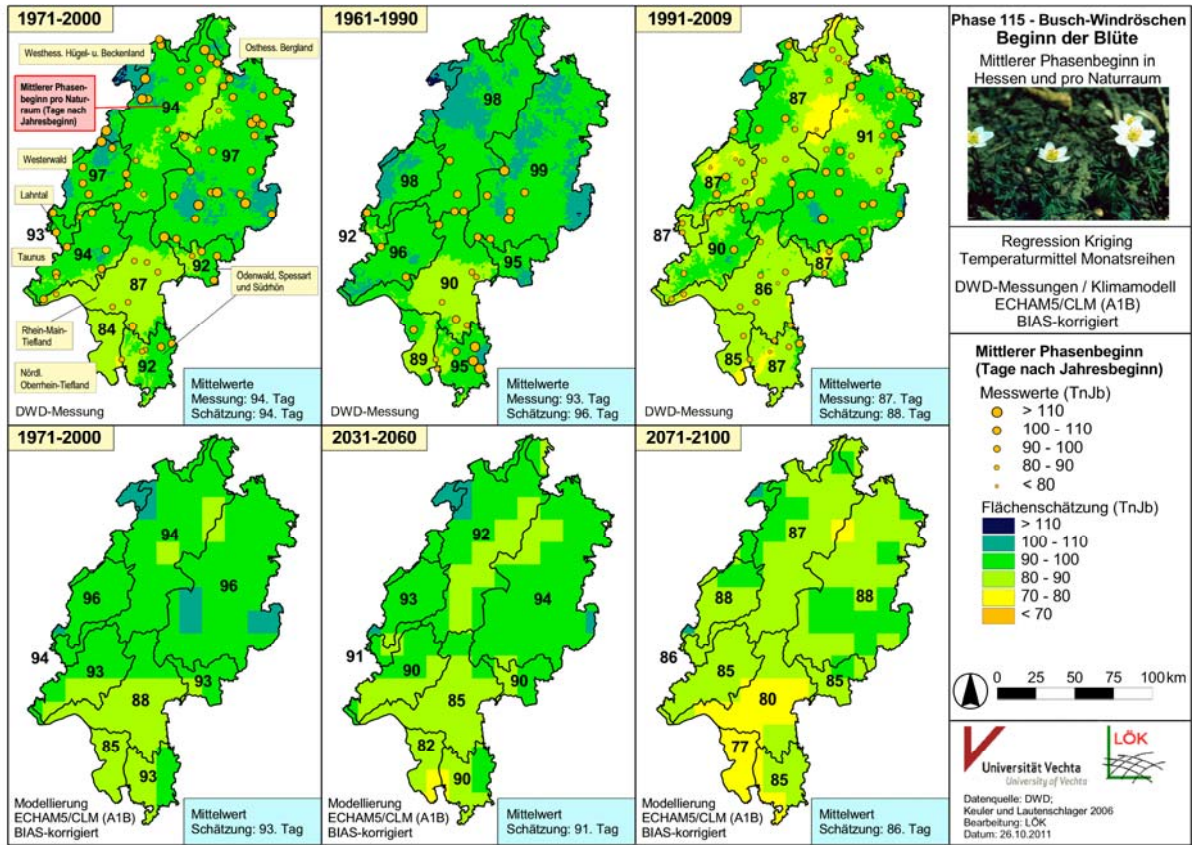 1971-2000
Westhess. Hügel- u. Beckenland
Osthess. Bergland
Mittlerer Phasen-
beginn pro Natur-
raum (Tage nach
Jahresbeginn)
94
97
Westerwald
97
Lahntal
93
94
Taunus
92
87
Odenwald, Spessart
und Südrhön
Rhein-Main-
Tiefland
84
92
Nördl.
Oberrhein-Tiefland
DWD-Messung
Mittelwerte
Messung: 94. Tag
Schätzung: 94. Tag
1961-1990
98
99
98
92
96
95
90
89
95
DWD-Messung
Mittelwerte
Messung: 93. Tag
Schätzung: 96. Tag
1991-2009
87
91
87
87
90
87
86
85
87
DWD-Messung
Mittelwerte
Messung: 87. Tag
Schätzung: 88. Tag
Phase 115 - Busch-Windröschen
Beginn der Blüte
Mittlerer Phasenbeginn in
Hessen und pro Naturraum
Regression Kriging
Temperaturmittel Monatsreihen
DWD-Messungen / Klimamodell
ECHAM5/CLM (A1B)
BIAS-korrigiert
Mittlerer Phasenbeginn
(Tage nach Jahresbeginn)
Messwerte (TnJb)
> 110
100 - 110
90 - 100
80 - 90
< 80
Flächenschätzung (TnJb)
> 110
100 - 110
90 - 100
80 - 90
70 - 80
< 70
0 25 50 75 100 km
1971-2000
94
96
96
94
93
93
88
85
93
Modellierung
ECHAM5/CLM (A1B)
BIAS-korrigiert
Mittelwert
Schätzung: 93. Tag
2031-2060
92
93
94
91
90
90
85
82
90
Modellierung
ECHAM5/CLM (A1B)
BIAS-korrigiert
Mittelwert
Schätzung: 91. Tag
2071-2100
87
88
88
86
85
85
80
77
85
Modellierung
ECHAM5/CLM (A1B)
BIAS-korrigiert
Mittelwert
Schätzung: 86. Tag
Universität Vechta
University of Vechta
LÖK
Datenquelle: DWD;
Keuler und Lautenschlager 2006
Bearbeitung: LÖK
Datum: 26.10.2011